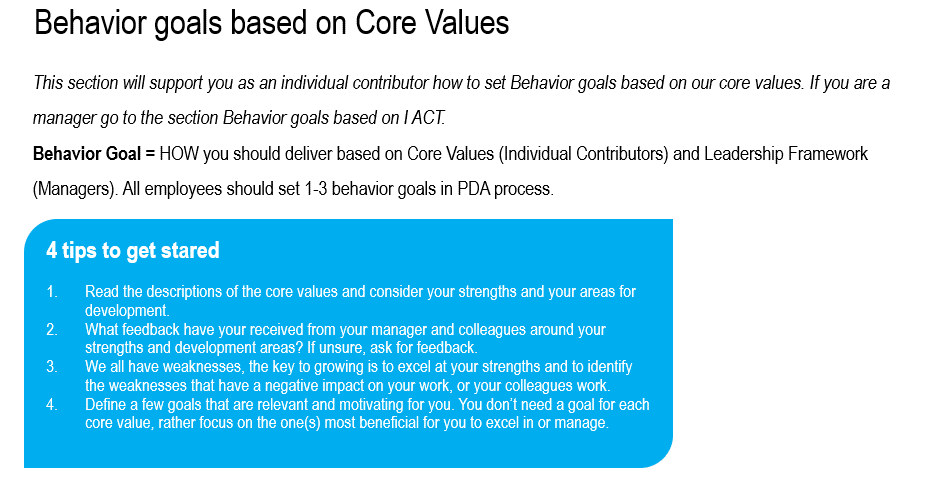 Behavior goals based on Core Values
This section will support you as an individual contributor how to set Behavior goals based on our core values. If you are a
manager go to the section Behavior goals based on I ACT.
Behavior Goal = HOW you should deliver based on Core Values (Individual Contributors) and Leadership Framework
(Managers). All employees should set 1-3 behavior goals in PDA process.
4 tips to get stared
1. Read the descriptions of the core values and consider your strengths and your areas for
development.
2. What feedback have your received from your manager and colleagues around your
strengths and development areas? If unsure, ask for feedback.
3. We all have weaknesses, the key to growing is to excel at your strengths and to identify
the weaknesses that have a negative impact on your work, or your colleagues work.
4. Define a few goals that are relevant and motivating for you. You don't need a goal for each
core value, rather focus on the one(s) most beneficial for you to excel in or manage.